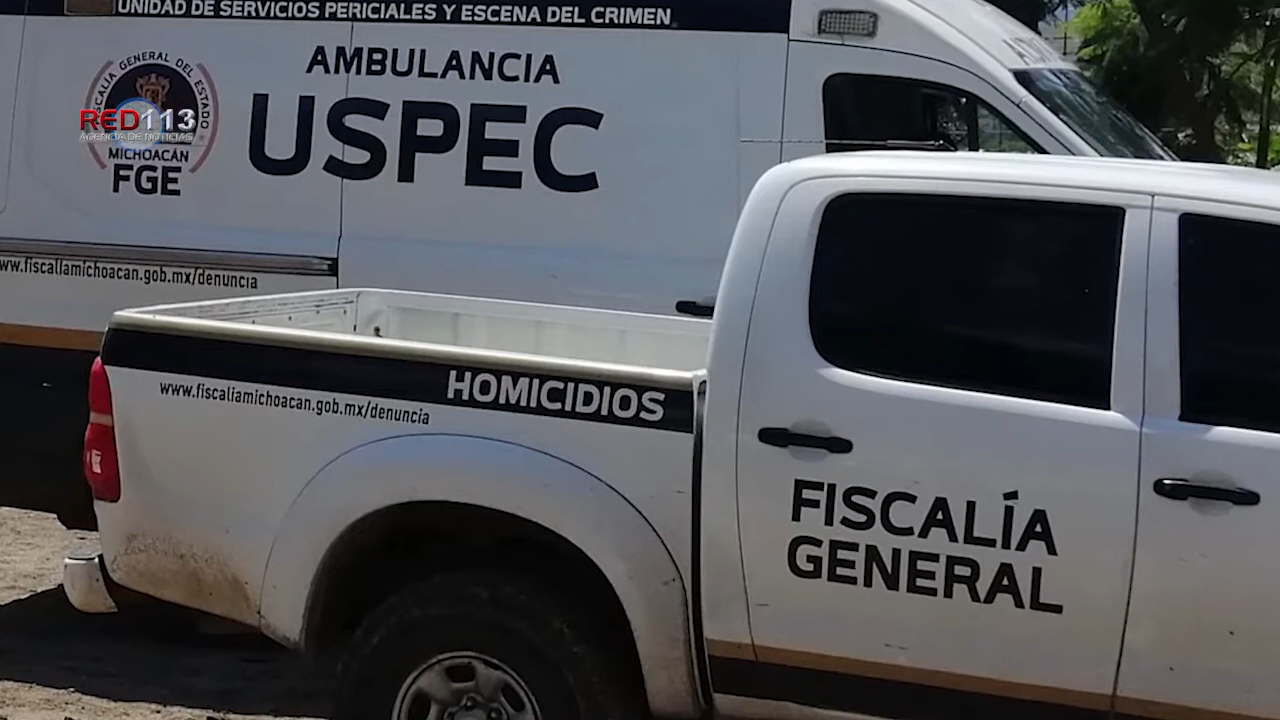 UNIDAD DE SERVICIOS PERICIALES Y ESCENA DEL CRIMEN
FISCALÍA GENERAL DEL ESTADO
RED113
AGENCIA DE NOTICIAS
MICHOACÁN
FGE
AMBULANCIA
USPEC
www.fiscaliamichoacan.gob.mx/denuncia
HOMICIDIOS
www.fiscaliamichoacan.gob.mx/denuncia
FISCALÍA
GENERAL